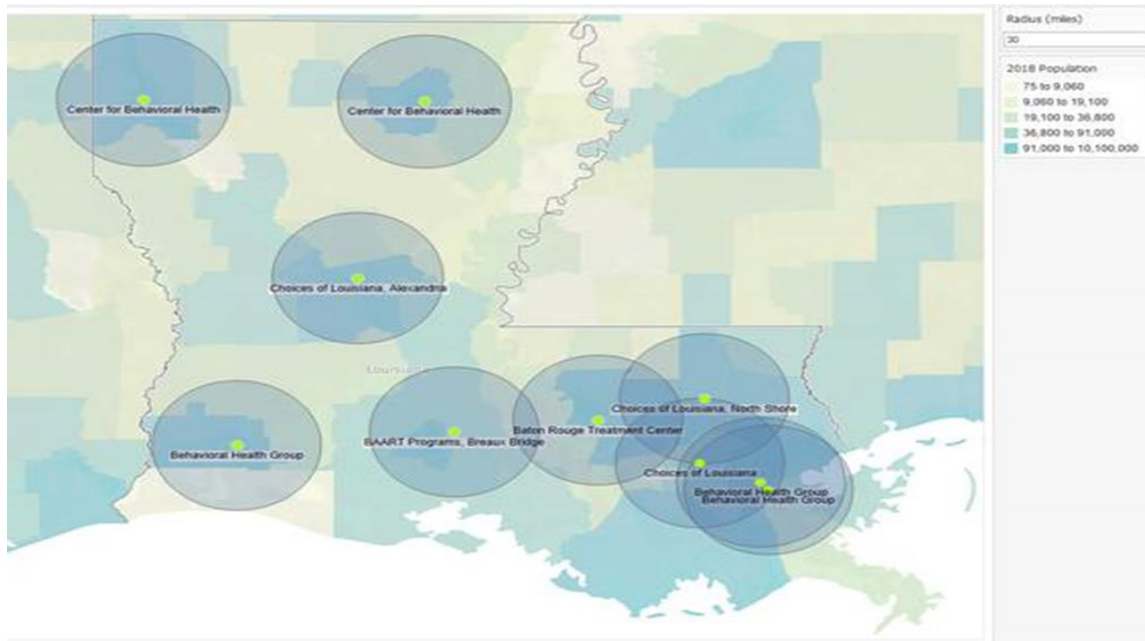 Radius (miles)
30
2018 Population
75 to 9,060
9,060 to 19,100
19,100 to 36,800
36,800 to 91,000
91,000 to 10,100,000
Center for Behavioral Health
Center for Behavioral Health
Choices of Louisiana, Alexandria
Louisiana
Choices of Louisiana, North Shore
Baton Rouge Treatment Center
BAART Programs, Breaux Bridge
Behavioral Health Group
Choices of Louisiana
Behavioral Health Group
Behavioral Health Group